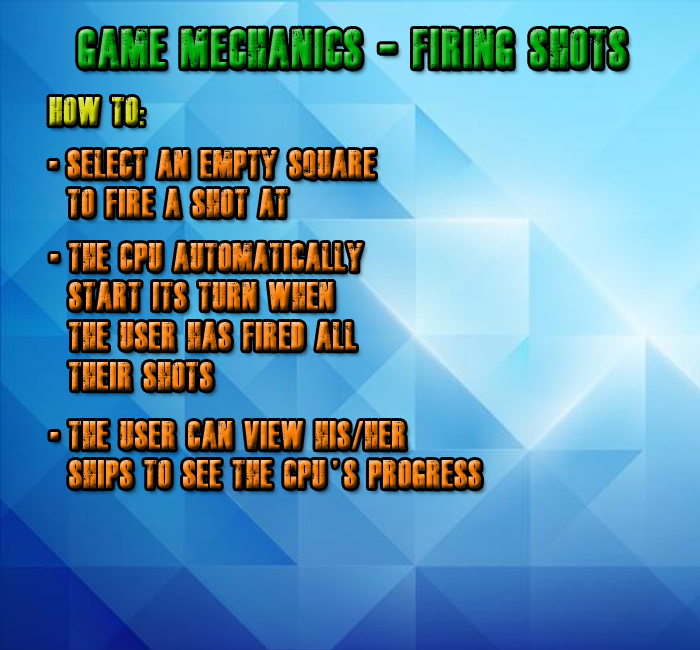 GAME MECHANICS - FIRING SHOTS
HOW TO:
- SELECT AN EMPTY SQUARE
TO FIRE A SHOT AT
- THE CPU AUTOMATICALLY
START ITS TURN WHEN
THE USER HAS FIRED ALL
THEIR SHOTS
- THE USER CAN VIEW HIS/HER
SHIPS TO SEE THE CPU'S PROGRESS